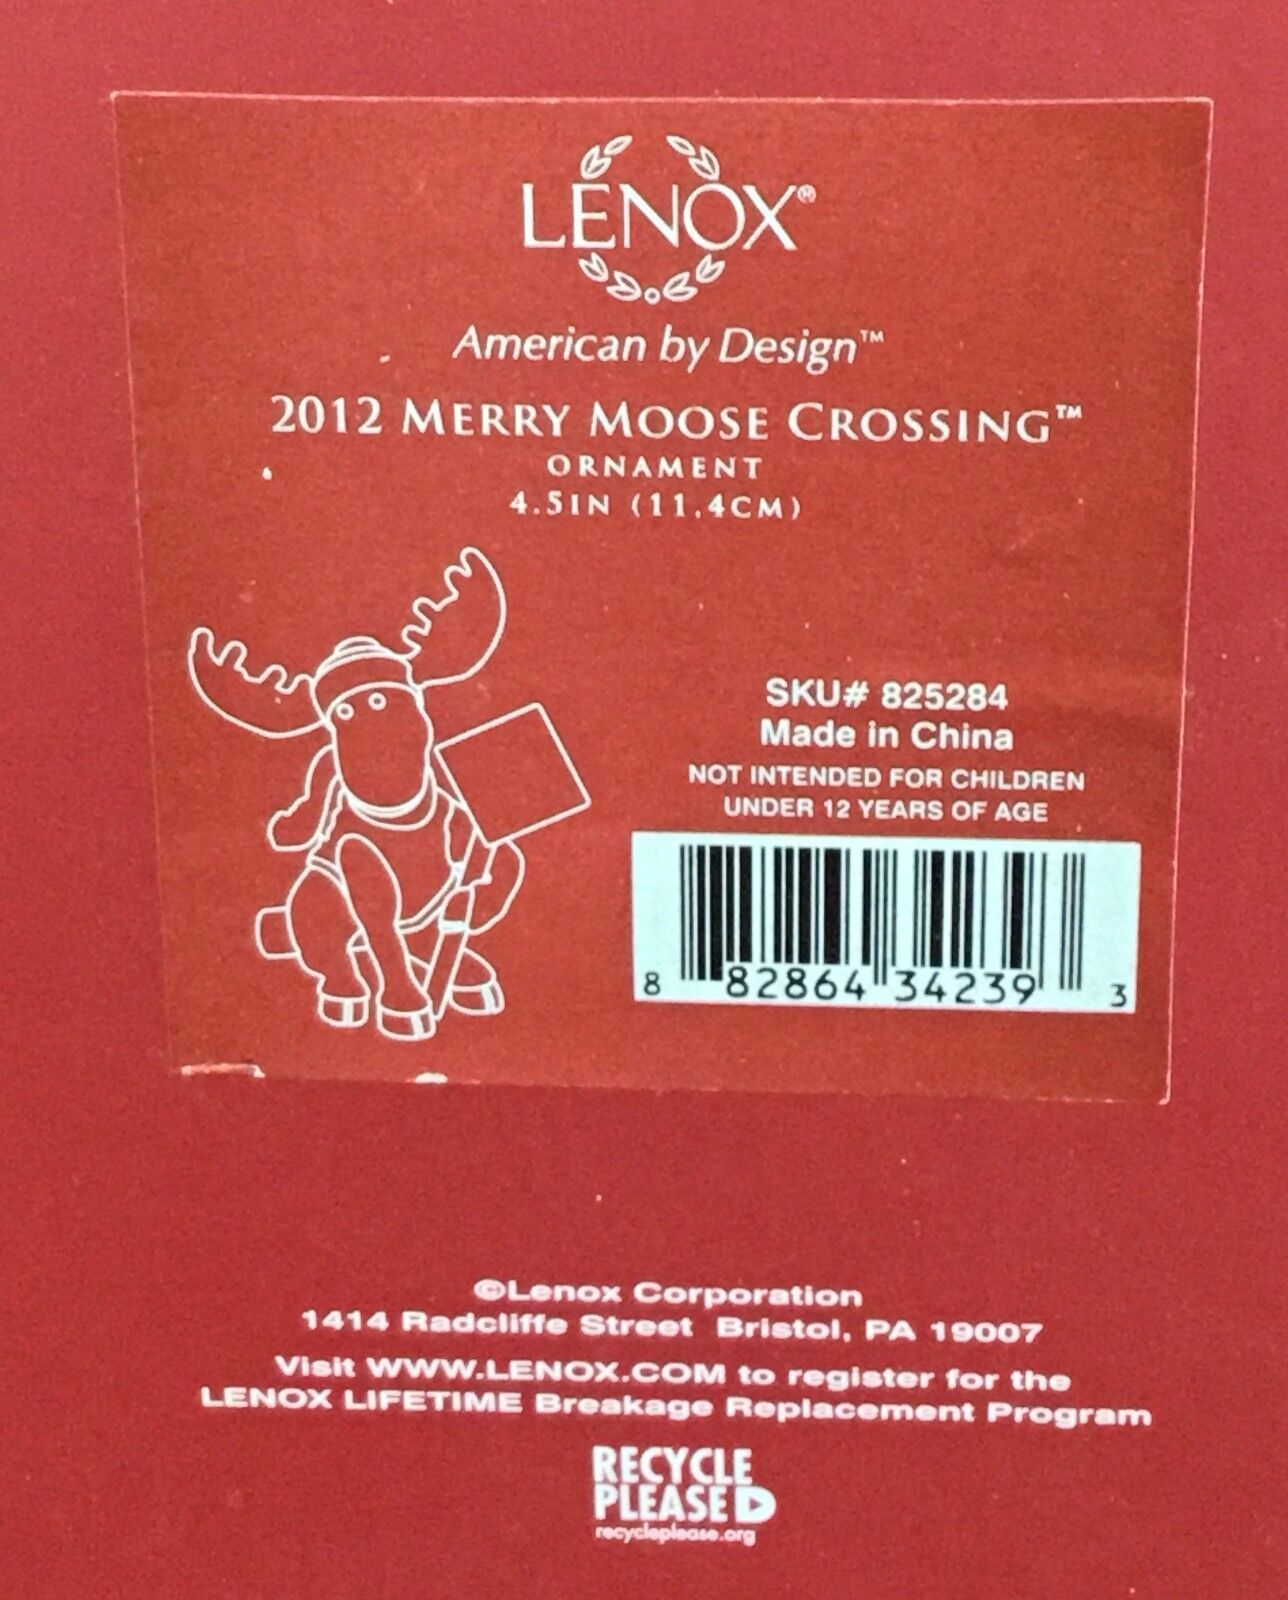 LENOX®
American by Design™
2012 MERRY MOOSE CROSSING™
ORNAMENT
4.5IN (11.4CM)
SKU# 825284
Made in China
NOT INTENDED FOR CHILDREN
UNDER 12 YEARS OF AGE
8 82864 34239 3
©Lenox Corporation
1414 Radcliffe Street Bristol, PA 19007
Visit WWW.LENOX.COM to register for the
LENOX LIFETIME Breakage Replacement Program
RECYCLE
PLEASE
recycleplease.org